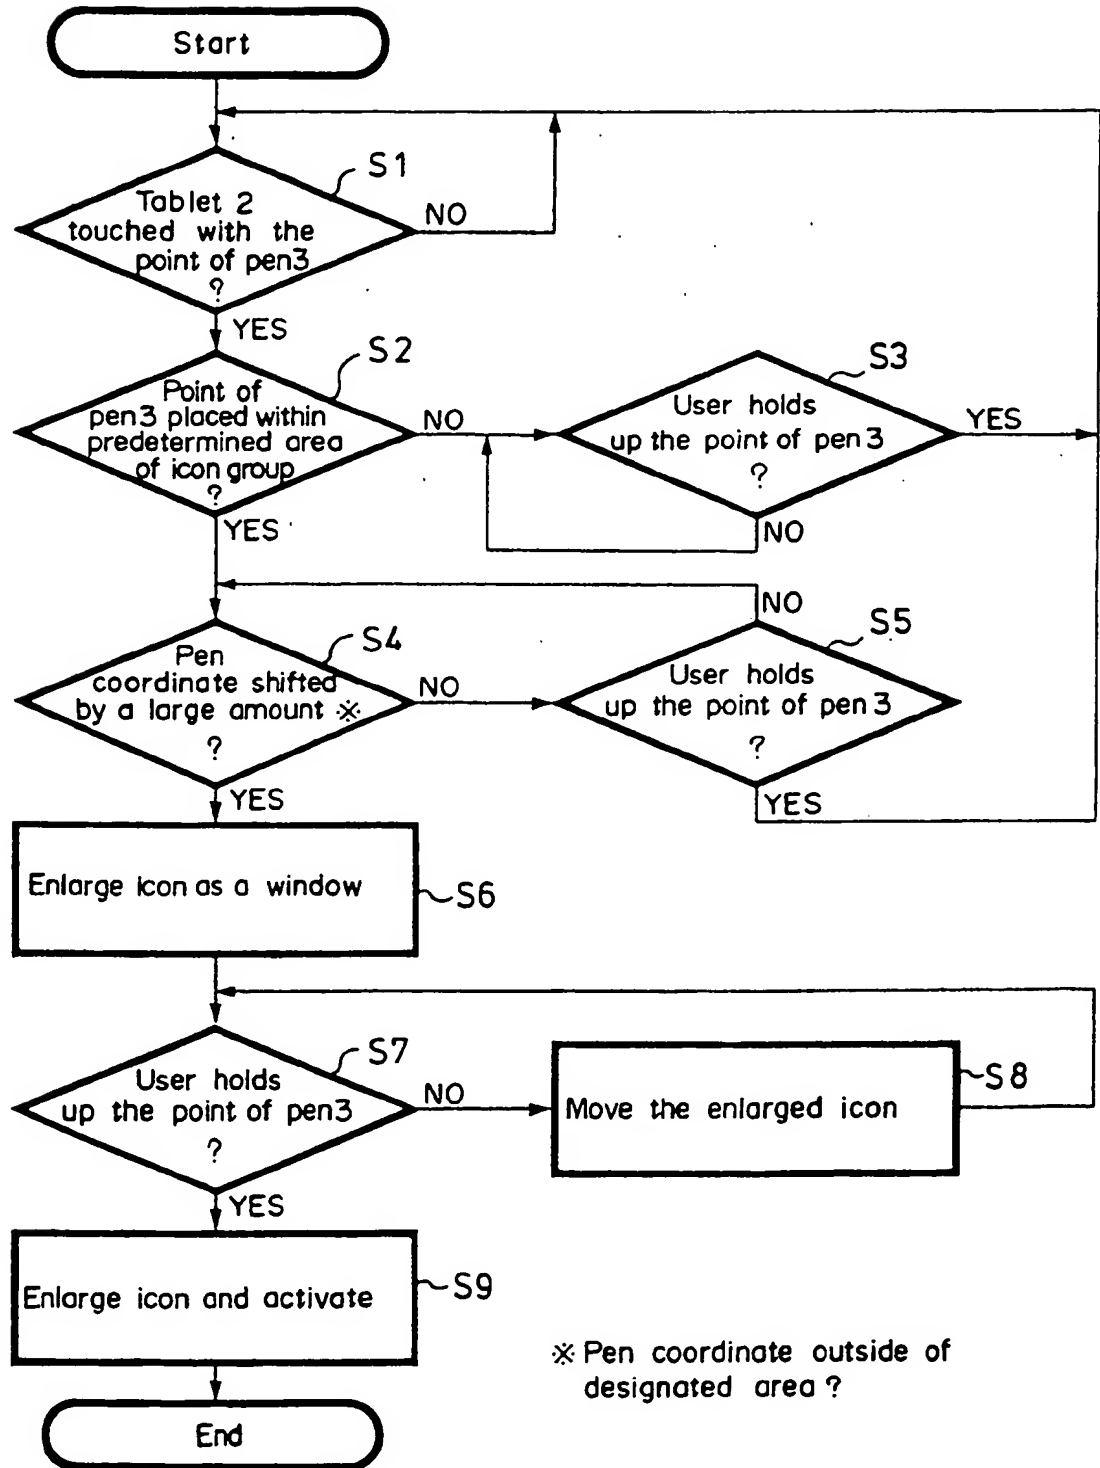 Start
S1
Tablet 2
touched with the
point of pen3
?
NO
YES
S2
Point of
pen3 placed within
predetermined area
of icon group
?
NO
YES
S3
User holds
up the point of pen3
?
YES
NO
S4
Pen
coordinate shifted
by a large amount ※
?
NO
YES
S5
NO
User holds
up the point of pen3
?
YES
Enlarge icon as a window
S6
S7
User holds
up the point of pen3
?
NO
YES
S8
Move the enlarged icon
Enlarge icon and activate
S9
※ Pen coordinate outside of
designated area ?
End